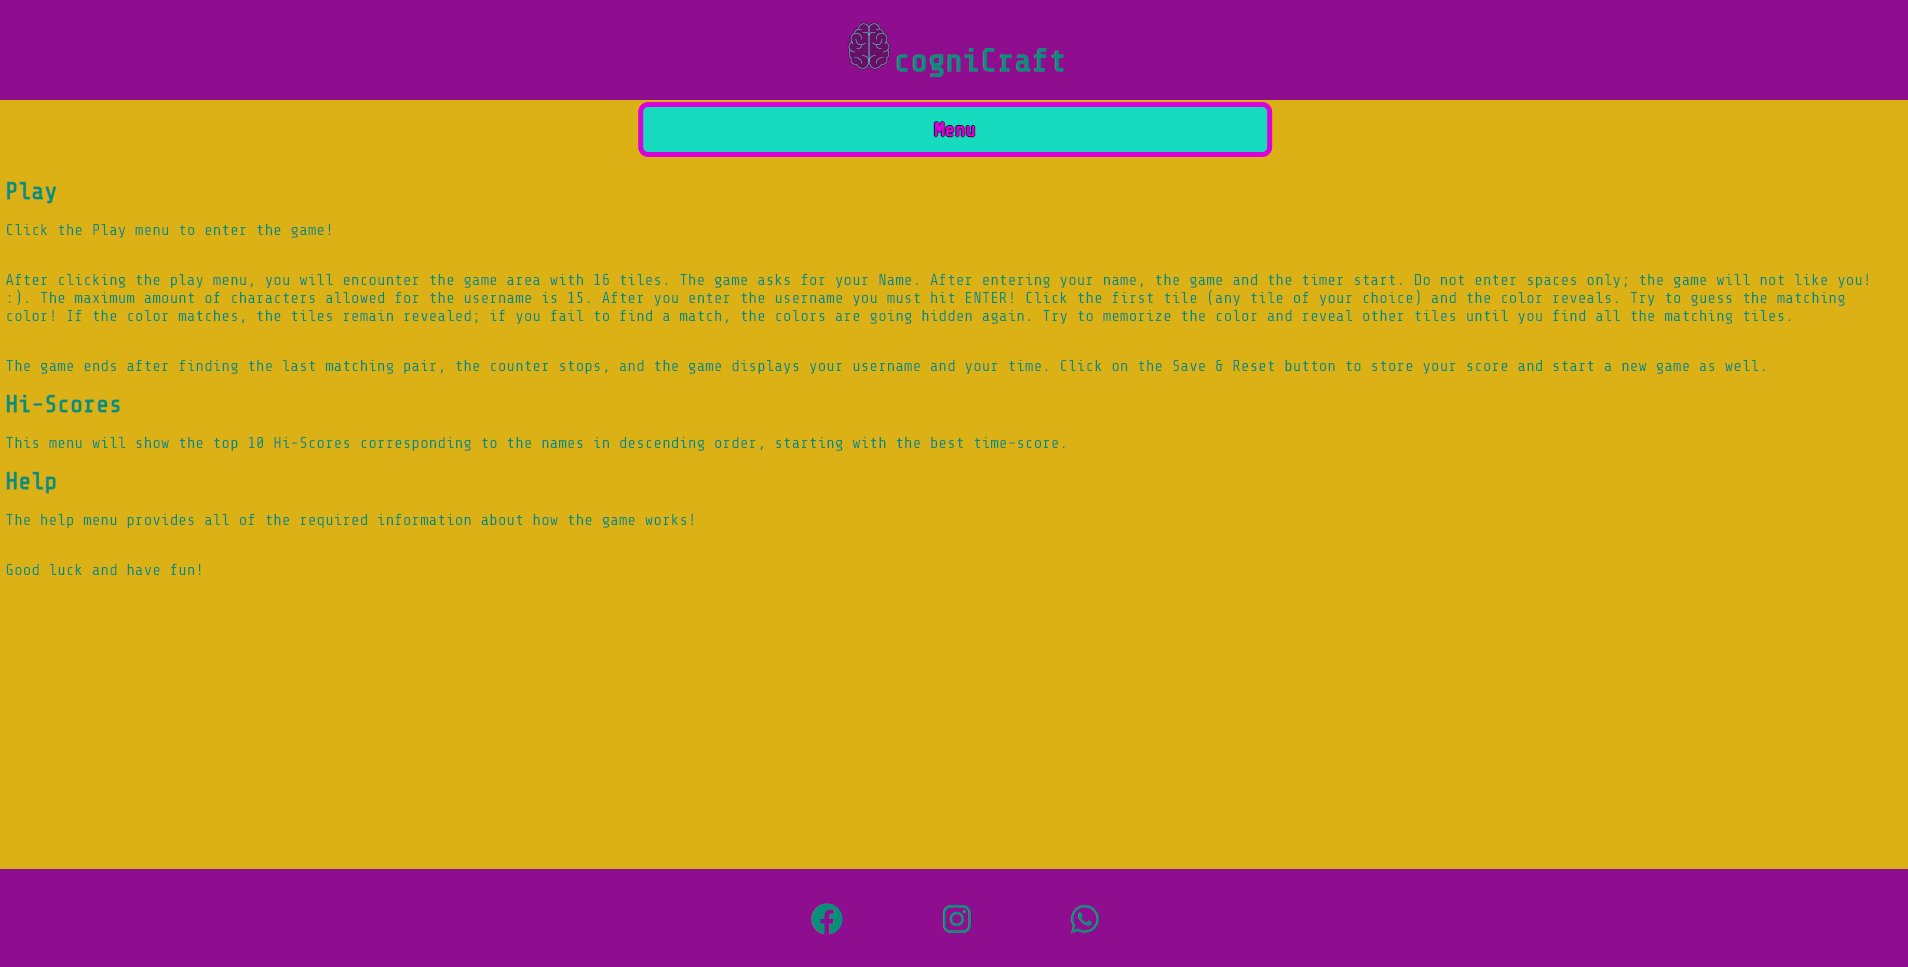 cogniCraft
Menu
Play
Click the Play menu to enter the game!
After clicking the play menu, you will encounter the game area with 16 tiles. The game asks for your Name. After entering your name, the game and the timer start. Do not enter spaces only; the game will not like you!
:). The maximum amount of characters allowed for the username is 15. After you enter the username you must hit ENTER! Click the first tile (any tile of your choice) and the color reveals. Try to guess the matching
color! If the color matches, the tiles remain revealed; if you fail to find a match, the colors are going hidden again. Try to memorize the color and reveal other tiles until you find all the matching tiles.
The game ends after finding the last matching pair, the counter stops, and the game displays your username and your time. Click on the Save & Reset button to store your score and start a new game as well.
Hi-Scores
This menu will show the top 10 Hi-Scores corresponding to the names in descending order, starting with the best time-score.
Help
The help menu provides all of the required information about how the game works!
Good luck and have fun!